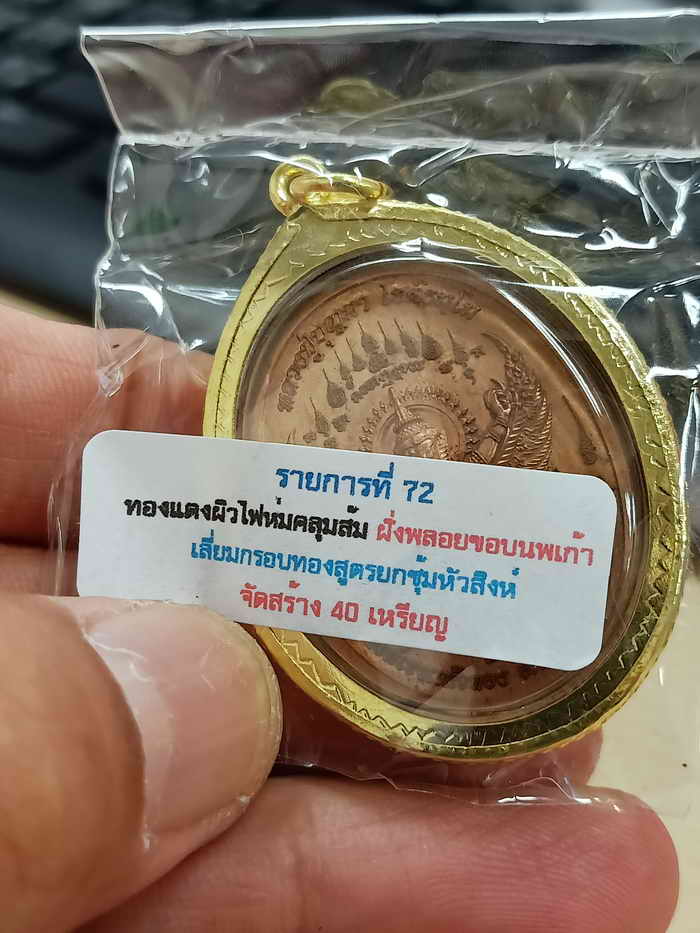 รายการที่ 72
ทองแดงผิวไฟห่มคลุมส้ม ฝั่งพลอยขอบนพเก้า
เลี่ยมกรอบทองสูตรยกซุ้มหัวสิงห์
จัดสร้าง 40 เหรียญ